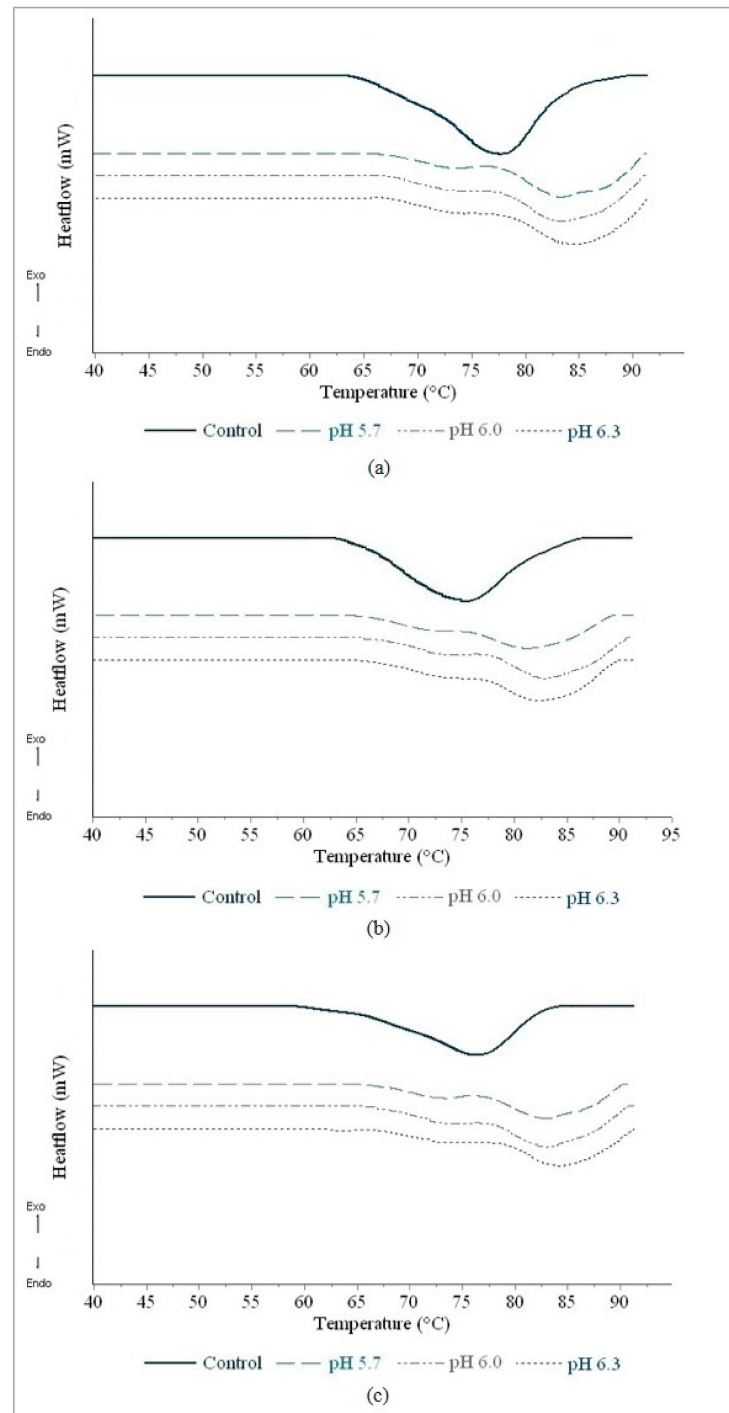 Heatflow (mW)
Exo
Endo
40 45 50 55 60 65 70 75 80 85 90
Temperature (°C)
Control pH 5.7 pH 6.0 pH 6.3
(a)
Heatflow (mW)
Exo
Endo
40 45 50 55 60 65 70 75 80 85 90 95
Temperature (°C)
Control pH 5.7 pH 6.0 pH 6.3
(b)
Heatflow (mW)
Exo
Endo
40 45 50 55 60 65 70 75 80 85 90
Temperature (°C)
Control pH 5.7 pH 6.0 pH 6.3
(c)